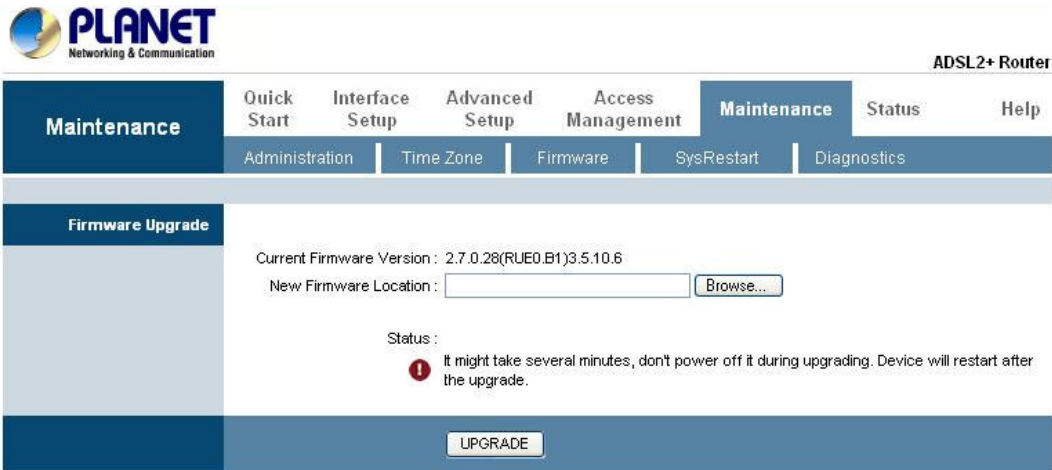 PLANET
Networking & Communication
ADSL2+ Router
Maintenance
Quick Start
Interface Setup
Advanced Setup
Access Management
Maintenance
Status
Help
Administration
Time Zone
Firmware
SysRestart
Diagnostics
Firmware Upgrade
Current Firmware Version : 2.7.0.28(RUE0.B1)3.5.10.6
New Firmware Location :
Browse...
Status :
It might take several minutes, don't power off it during upgrading. Device will restart after
the upgrade.
UPGRADE